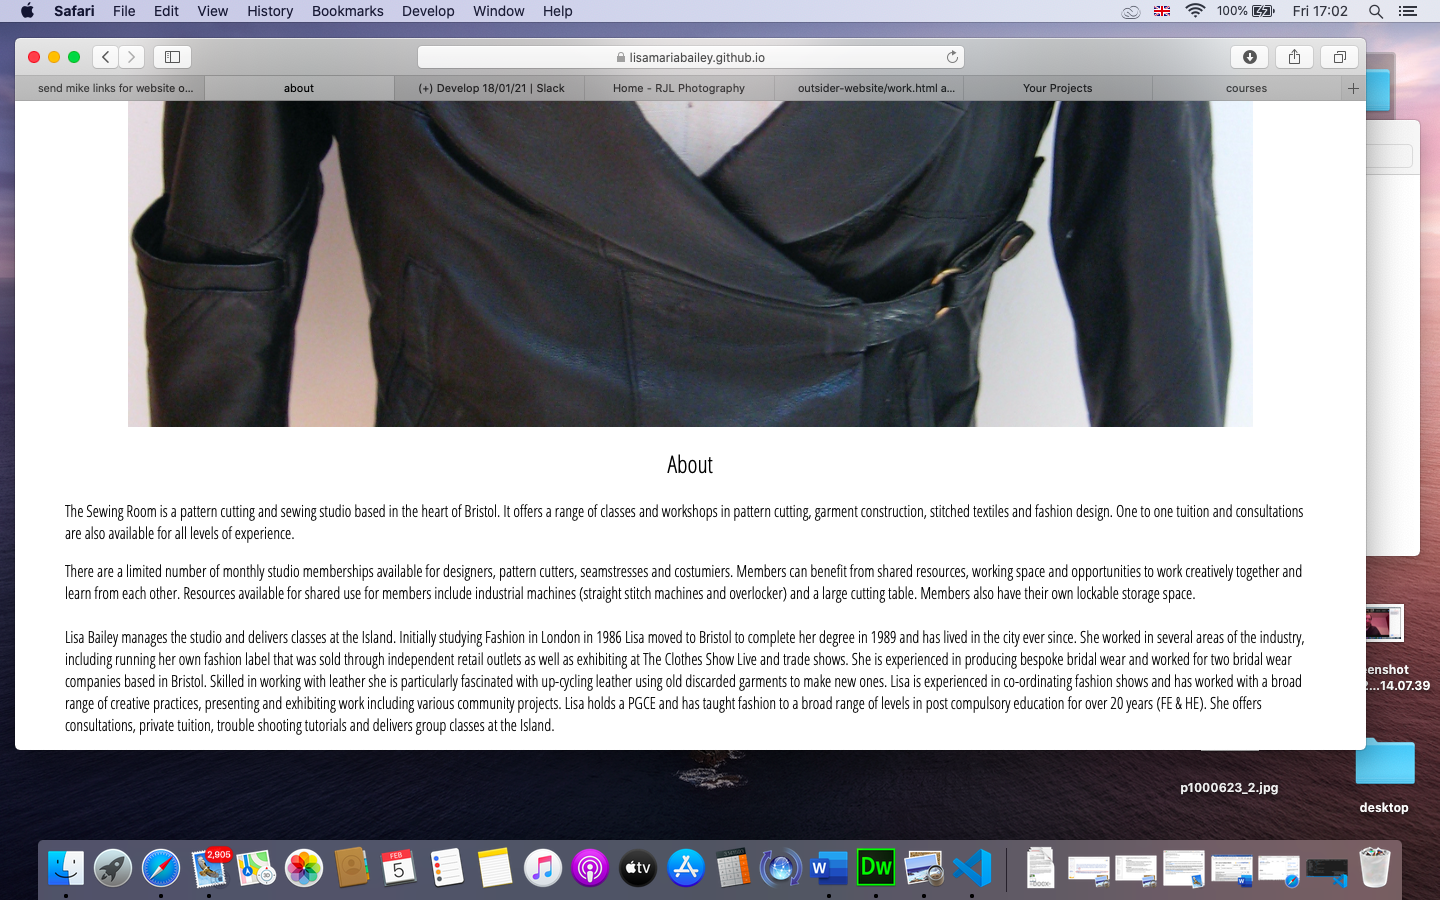 Safari File Edit View History Bookmarks Develop Window Help 100% Fri 17:02
lisamariabailey.github.io
send mike links for website o... about (+) Develop 18/01/21 | Slack Home - RJL Photography outsider-website/work.html a... Your Projects courses
About
The Sewing Room is a pattern cutting and sewing studio based in the heart of Bristol. It offers a range of classes and workshops in pattern cutting, garment construction, stitched textiles and fashion design. One to one tuition and consultations
are also available for all levels of experience.
There are a limited number of monthly studio memberships available for designers, pattern cutters, seamstresses and costumiers. Members can benefit from shared resources, working space and opportunities to work creatively together and
learn from each other. Resources available for shared use for members include industrial machines (straight stitch machines and overlocker) and a large cutting table. Members also have their own lockable storage space.
Lisa Bailey manages the studio and delivers classes at the Island. Initially studying Fashion in London in 1986 Lisa moved to Bristol to complete her degree in 1989 and has lived in the city ever since. She worked in several areas of the industry,
including running her own fashion label that was sold through independent retail outlets as well as exhibiting at The Clothes Show Live and trade shows. She is experienced in producing bespoke bridal wear and worked for two bridal wear
companies based in Bristol. Skilled in working with leather she is particularly fascinated with up-cycling leather using old disarded garments to make new ones. Lisa is experienced in co-ordinating fashion shows and has worked with a broad
range of creative practices, presenting and exhibiting work including various community projects. Lisa holds a PGCE and has taught fashion to a broad range of levels in post compulsory education for over 20 years (FE & HE). She offers
consultations, private tuition, trouble shooting tutorials and delivers group classes at the Island.
eenshot
2...14.07.39
p1000623_2.jpg
desktop
2,905
FEB
5
tv
W
Dw